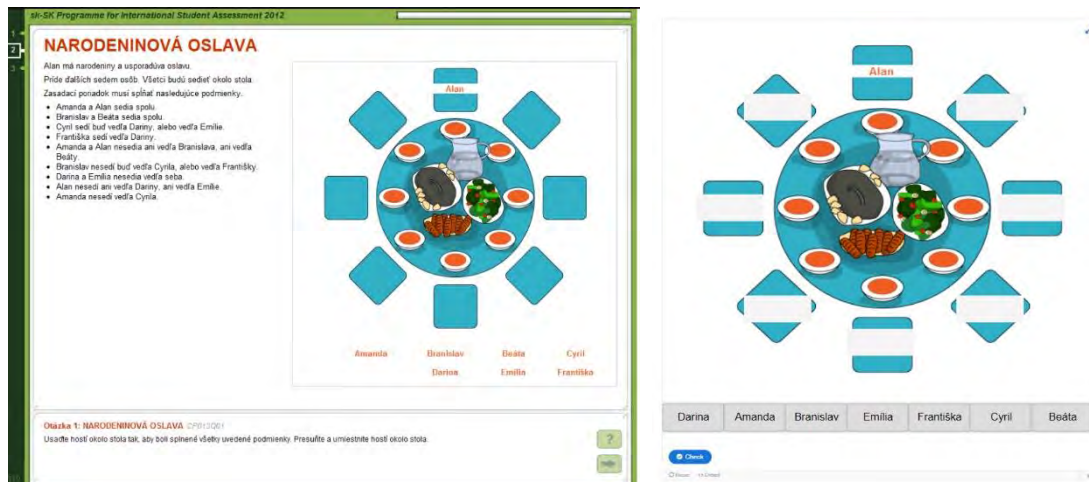 sk-SK Programme for International Student Assessment 2012
1
2
3
NARODENINOVÁ OSLAVA
Alan má narodeniny a usporadúva oslavu.
Príde ďalších sedem osôb. Všetci budú sedieť okolo stola.
Zasadací poriadok musí spĺňať nasledujúce podmienky.
• Amanda a Alan sedia spolu.
• Branislav a Beáta sedia spolu.
• Cyril sedí buď vedľa Dariny, alebo vedľa Emílie.
• Františka sedí vedľa Dariny.
• Amanda a Alan nesedia ani vedľa Branislava, ani vedľa
Beáty.
• Branislav nesedí buď vedľa Cyrila, alebo vedľa Františky.
• Darina a Emília nesedia vedľa seba.
• Alan nesedí ani vedľa Dariny, ani vedľa Emílie.
• Amanda nesedí vedľa Cyrila.
Alan
Amanda Branislav Beáta Cyril
Darina Emília Františka
Otázka 1: NARODENINOVÁ OSLAVA
Usaďte hostí okolo stola tak, aby boli splnené všetky uvedené podmienky. Presuňte a umiestnite hostí okolo stola.
?
Alan
Darina Amanda Branislav Emília Františka Cyril Beáta
Check